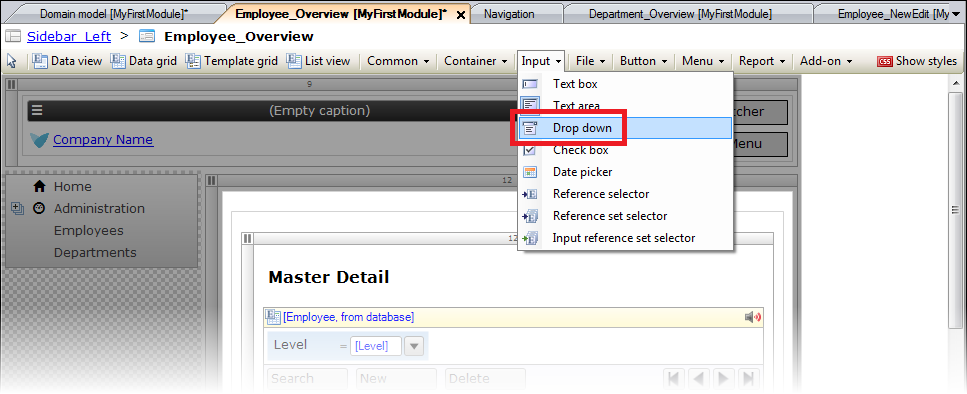 Domain model [MyFirstModule]* Employee_Overview [MyFirstModule]* Navigation Department_Overview [MyFirstModule] Employee_NewEdit [My
Sidebar_Left > Employee_Overview
Data view Data grid Template grid List view Common Container Input File Button Menu Report Add-on CSS Show styles
9
(Empty caption) cher
Company Name Menu
Text box
Text area
Drop down
Check box
Date picker
Reference selector
Reference set selector
Input reference set selector
Home
Administration
Employees
Departments
12
12
Master Detail
[Employee, from database]
Level = [Level]
Search New Delete